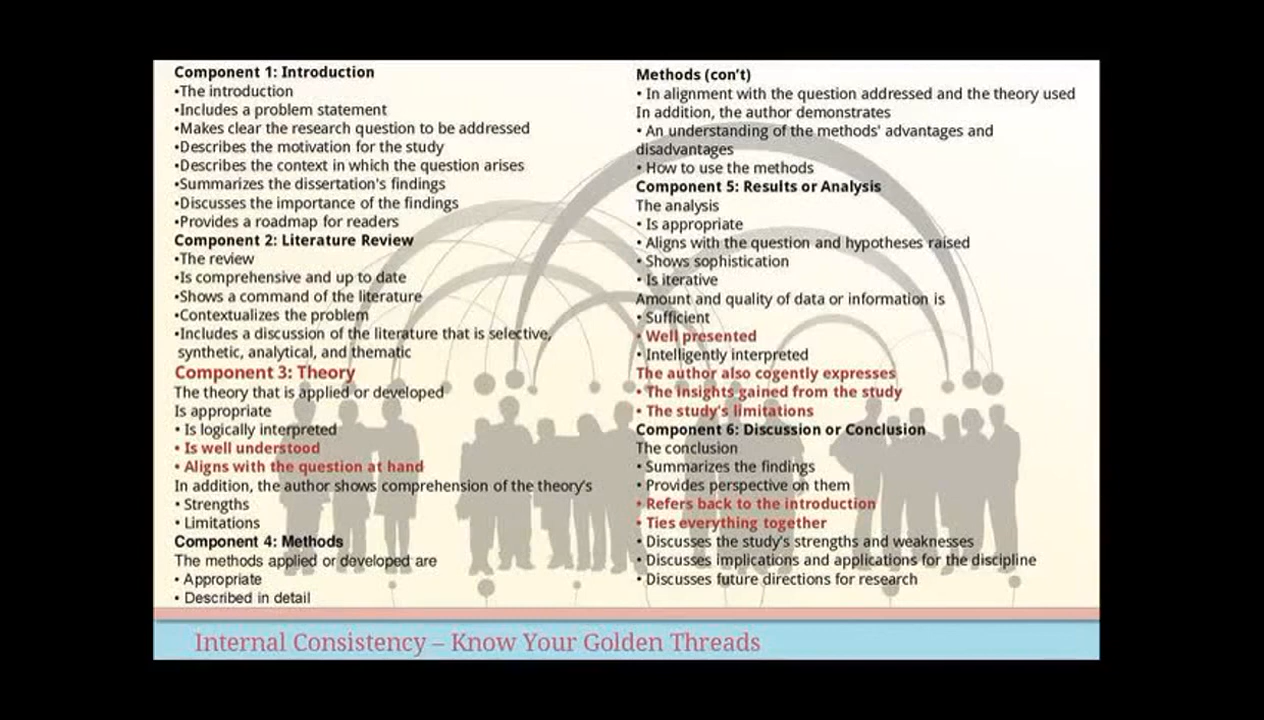 Component 1: Introduction
•The introduction
•Includes a problem statement
•Makes clear the research question to be addressed
•Describes the motivation for the study
•Describes the context in which the question arises
•Summarizes the dissertation's findings
•Discusses the importance of the findings
•Provides a roadmap for readers
Component 2: Literature Review
•The review
•Is comprehensive and up to date
•Shows a command of the literature
•Contextualizes the problem
•Includes a discussion of the literature that is selective,
synthetic, analytical, and thematic
Component 3: Theory
The theory that is applied or developed
Is appropriate
• Is logically interpreted
• Is well understood
• Aligns with the question at hand
In addition, the author shows comprehension of the theory's
• Strengths
• Limitations
Component 4: Methods
The methods applied or developed are
• Appropriate
• Described in detail
Methods (con't)
• In alignment with the question addressed and the theory used
In addition, the author demonstrates
• An understanding of the methods' advantages and
disadvantages
• How to use the methods
Component 5: Results or Analysis
The analysis
• Is appropriate
• Aligns with the question and hypotheses raised
• Shows sophistication
• Is iterative
Amount and quality of data or information is
• Sufficient
• Well presented
• Intelligently interpreted
The author also cogently expresses
• The insights gained from the study
• The study's limitations
Component 6: Discussion or Conclusion
The conclusion
• Summarizes the findings
• Provides perspective on them
• Refers back to the introduction
• Ties everything together
• Discusses the study's strengths and weaknesses
• Discusses implications and applications for the discipline
• Discusses future directions for research
Internal Consistency – Know Your Golden Threads